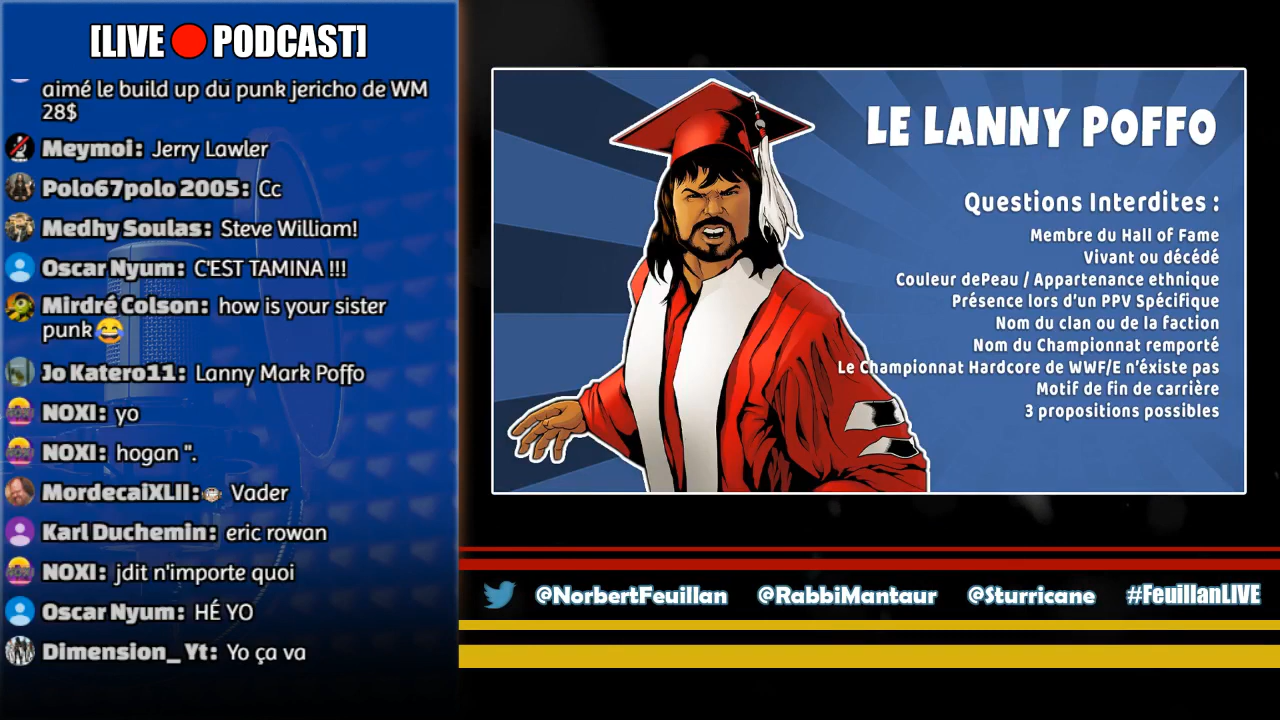 [LIVE PODCAST]
aimé le build up du punk jericho de WM
28$
Meymoi: Jerry Lawler
Polo67polo 2005: Cc
Medhy Soulas: Steve William!
Oscar Nyum: C'EST TAMINA !!!
Mirdré Colson: how is your sister
punk😂
Jo Katero11: Lanny Mark Poffo
NOXI: yo
NOXI: hogan ".
MordecaiXLII: Vader
Karl Duchemin: eric rowan
NOXI: jdit n'importe quoi
Oscar Nyum: HÉ YO
Dimension_ Yt: Yo ça va
LE LANNY POFFO
Questions Interdites :
Membre du Hall of Fame
Vivant ou décédé
Couleur dePeau / Appartenance ethnique
Présence lors d'un PPV Spécifique
Nom du clan ou de la faction
Nom du Championnat remporté
Le Championnat Hardcore de WWF/E n'éxiste pas
Motif de fin de carrière
3 propositions possibles
@NorbertFeuillan @RabbiMantaur @Sturricane #FeuillanLIVE